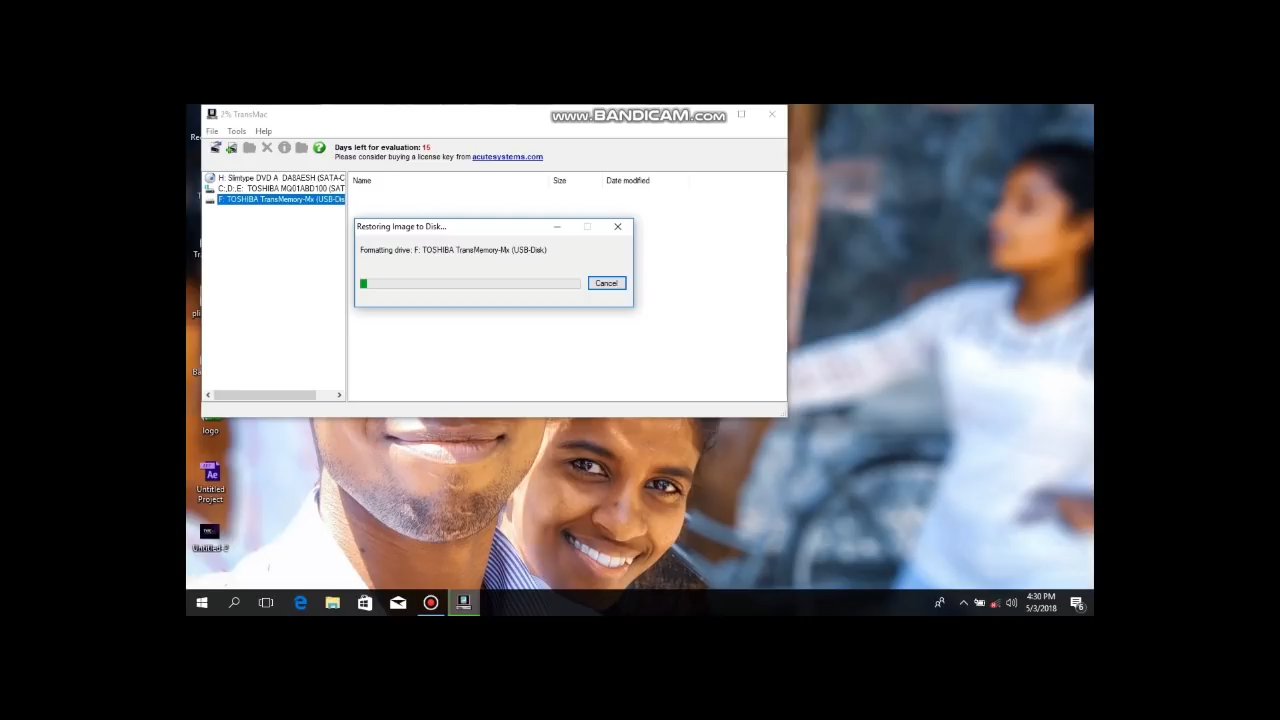 www.BANDICAM.com
2% TransMac
File Tools Help
Days left for evaluation: 15
Please consider buying a license key from acutesystems.com
H: Slimtype DVD A DA8AESH (SATA-C
C:,D:,E: TOSHIBA MQ01ABD100 (SAT
F: TOSHIBA TransMemory-Mx (USB-Dis
Name Size Date modified
Restoring Image to Disk...
Formatting drive: F: TOSHIBA TransMemory-Mx (USB-Disk)
Cancel
logo
Ae
Untitled
Project
Untitled-2
4:30 PM
5/3/2018
6